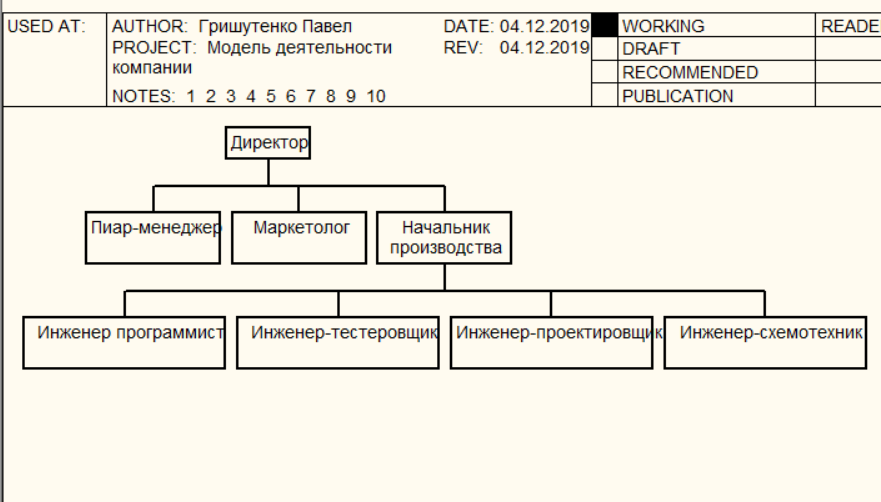 USED AT:
AUTHOR: Гришутенко Павел
DATE: 04.12.2019
WORKING
PROJECT: Модель деятельности
компании
REV: 04.12.2019
DRAFT
RECOMMENDED
NOTES: 1 2 3 4 5 6 7 8 9 10
PUBLICATION
Директор
Пиар-менеджер
Маркетолог
Начальник
производства
Инженер программист
Инженер-тестеровщик
Инженер-проектировщик
Инженер-схемотехник